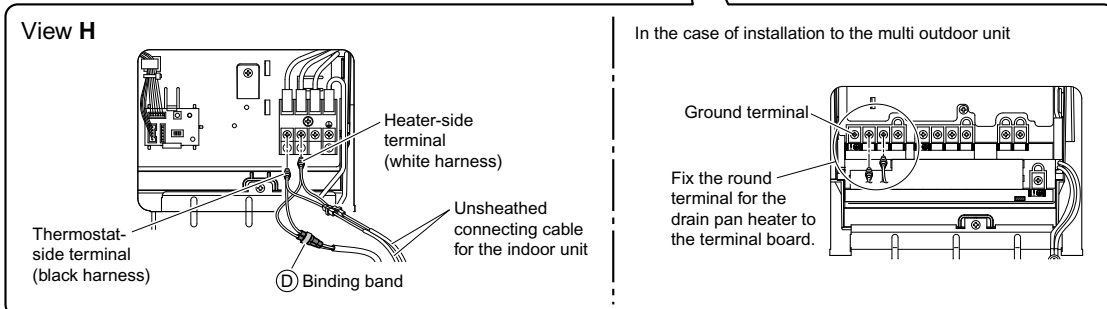 View H
In the case of installation to the multi outdoor unit
Heater-side
terminal
(white harness)
Thermostat-
side terminal
(black harness)
Unsheathed
connecting cable
for the indoor unit
D Binding band
Ground terminal
Fix the round
terminal for the
drain pan heater to
the terminal board.